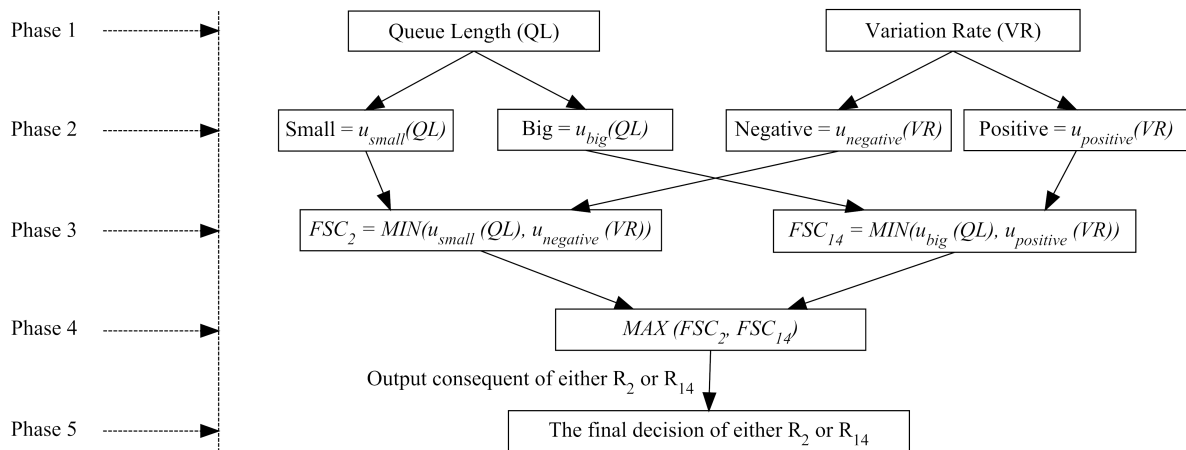 Phase 1
Queue Length (QL)
Variation Rate (VR)
Phase 2
Small = u_small(QL)
Big = u_big(QL)
Negative = u_negative(VR)
Positive = u_positive(VR)
Phase 3
FSC_2 = MIN(u_small (QL), u_negative (VR))
FSC_14 = MIN(u_big (QL), u_positive (VR))
Phase 4
MAX (FSC_2, FSC_14)
Output consequent of either R_2 or R_14
Phase 5
The final decision of either R_2 or R_14